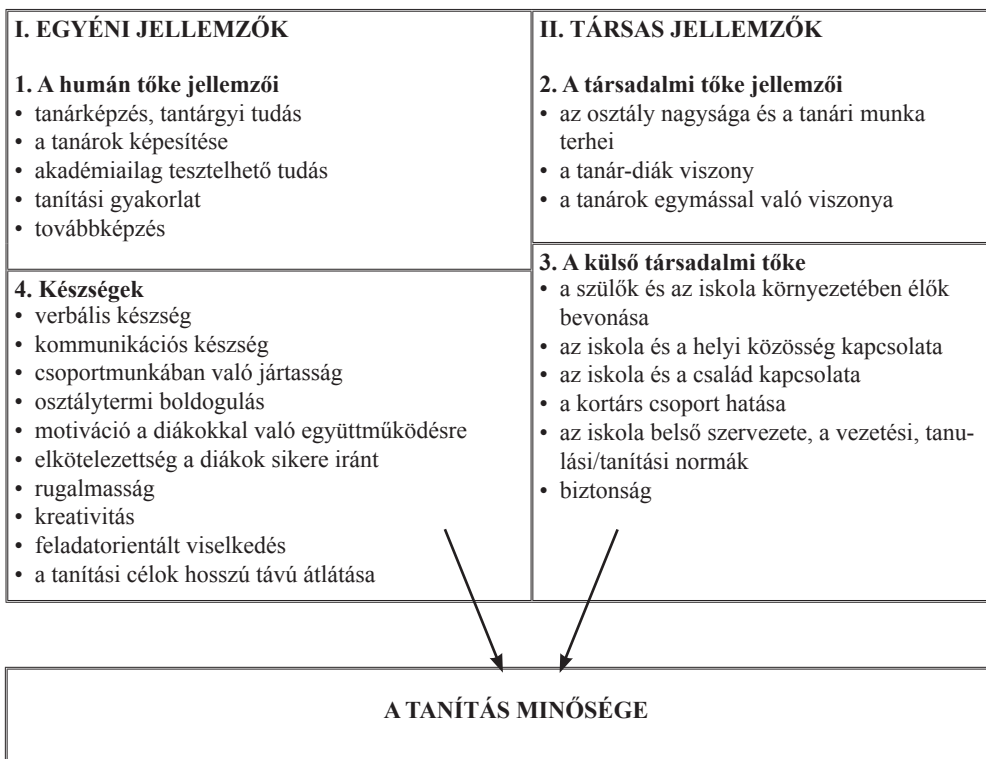 I. EGYÉNI JELLEMZŐK
1. A humán tőke jellemzői
• tanárképzés, tantárgyi tudás
• a tanárok képesítése
• akadémiailag tesztelhető tudás
• tanítási gyakorlat
• továbbképzés
4. Készségek
• verbális készség
• kommunikációs készség
• csoportmunkában való jártasság
• osztálytermi boldogulás
• motiváció a diákokkal való együttműködésre
• elkötelezettség a diákok sikere iránt
• rugalmasság
• kreativitás
• feladatorientált viselkedés
• a tanítási célok hosszú távú átlátása
II. TÁRSAS JELLEMZŐK
2. A társadalmi tőke jellemzői
• az osztály nagysága és a tanári munka
terhei
• a tanár-diák viszony
• a tanárok egymással való viszonya
3. A külső társadalmi tőke
• a szülők és az iskola környezetében élők
bevonása
• az iskola és a helyi közösség kapcsolata
• az iskola és a család kapcsolata
• a kortárs csoport hatása
• az iskola belső szervezete, a vezetési, tanu-
lási/tanítási normák
• biztonság
A TANÍTÁS MINŐSÉGE